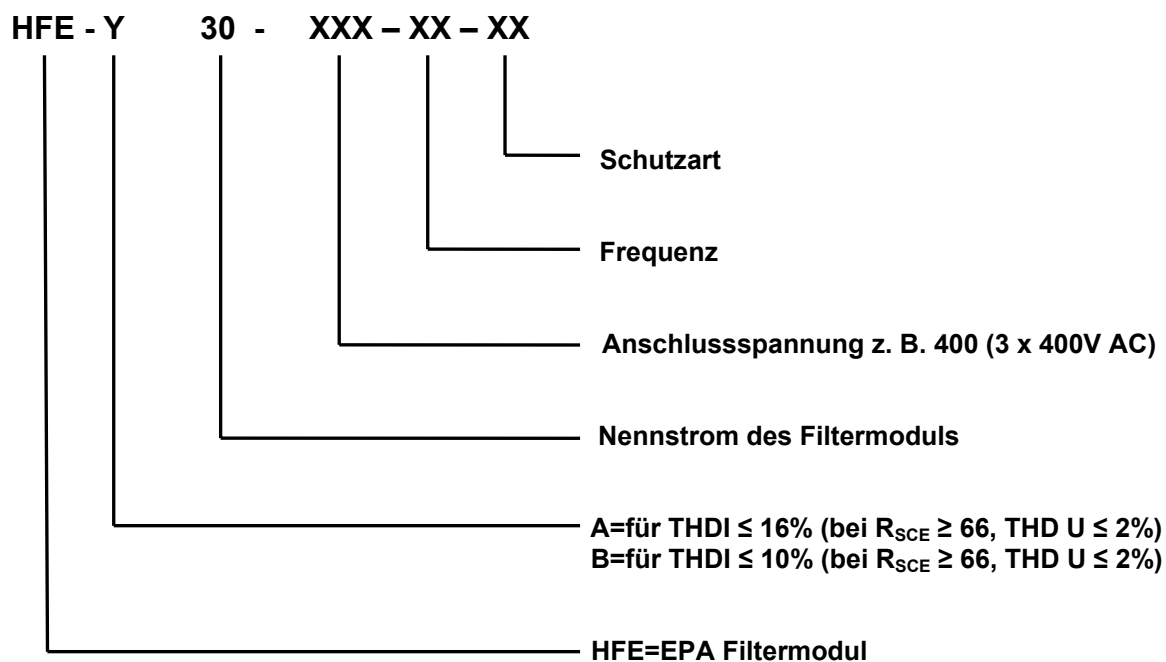 HFE - Y 30 - XXX – XX – XX
Schutzart
Frequenz
Anschlussspannung z. B. 400 (3 x 400V AC)
Nennstrom des Filtermoduls
A=für THDI ≤ 16% (bei RSCE ≥ 66, THD U ≤ 2%)
B=für THDI ≤ 10% (bei RSCE ≥ 66, THD U ≤ 2%)
HFE=EPA Filtermodul